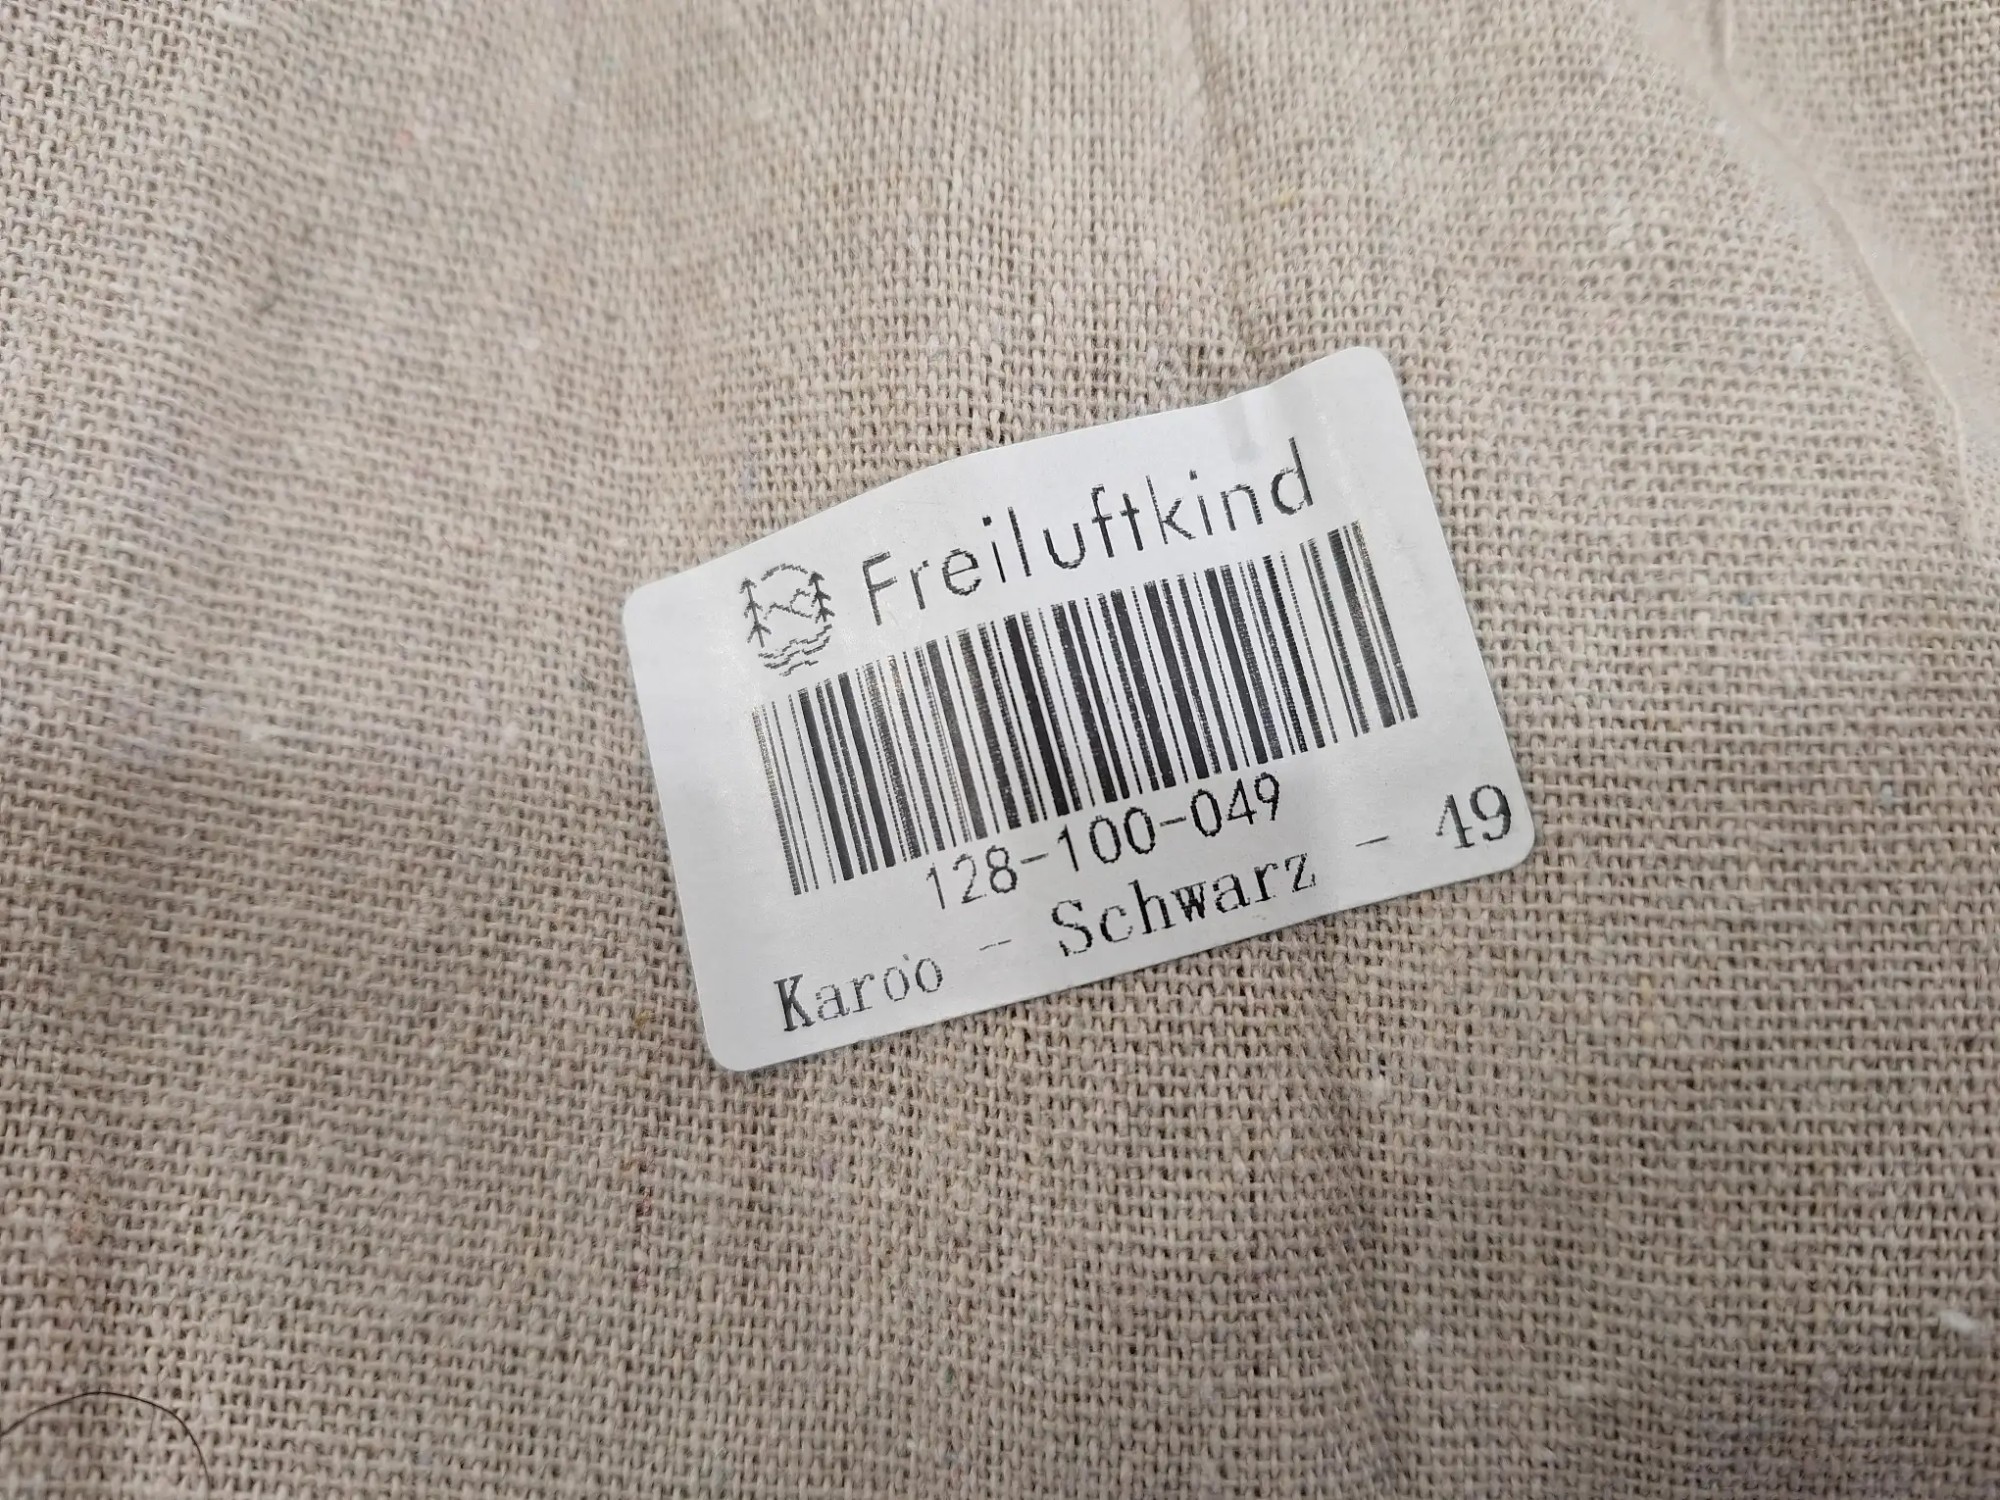 Freiluftkind
128-100-049
Karoo - Schwarz - 49